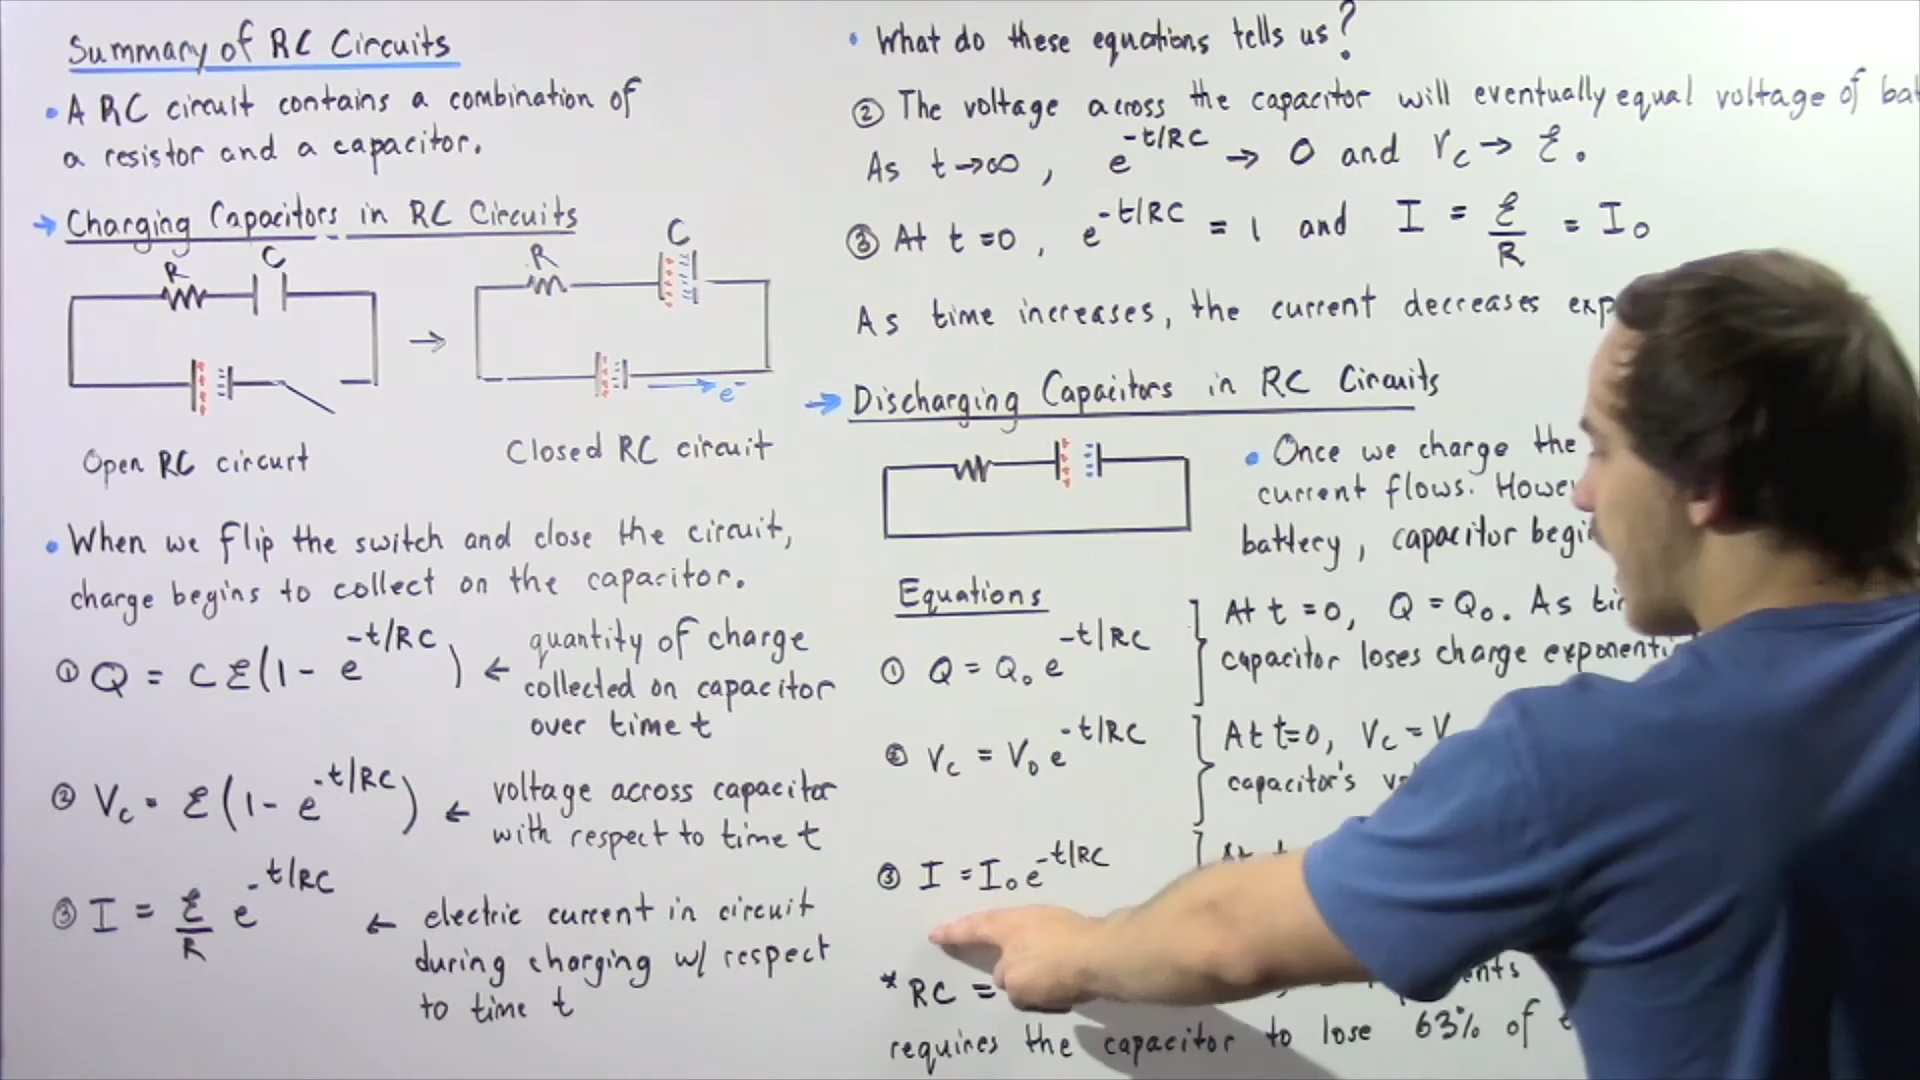 Summary of RC Circuits
• A RC circuit contains a combination of
a resistor and a capacitor.
→ Charging Capacitors in RC Circuits
R C
R C
e⁻
Open RC circuit
Closed RC circuit
• When we flip the switch and close the circuit,
charge begins to collect on the capacitor.
① Q = Cℰ(1 - e^-t/RC) ← quantity of charge
collected on capacitor
over time t
② Vc = ℰ(1 - e^-t/RC) ← voltage across capacitor
with respect to time t
③ I = ℰ/R e^-t/RC ← electric current in circuit
during charging w/ respect
to time t
• What do these equations tells us?
② The voltage across the capacitor will eventually equal voltage of
As t→∞, e^-t/RC → 0 and Vc → ℰ.
③ At t=0, e^-t/RC = 1 and I = ℰ/R = I₀
As time increases, the current decreases
→ Discharging Capacitors in RC Circuits
• Once we charge the
current flows.
battery, capacitor
Equations
① Q = Q₀e^-t/RC } At t=0, Q = Q₀. As
capacitor loses charge
② Vc = V₀e^-t/RC } At t=0, Vc =
capacitor's
③ I = I₀e^-t/RC
* RC =
requires the capacitor to lose 63% of